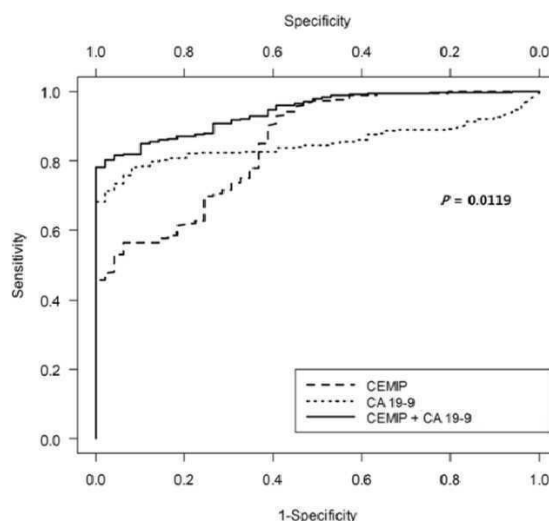 Specificity
1.0 0.8 0.6 0.4 0.2 0.0
1.0
0.8
0.6
0.4
0.2
0.0
Sensitivity
P = 0.0119
CEMIP
CA 19-9
CEMIP + CA 19-9
0.0 0.2 0.4 0.6 0.8 1.0
1-Specificity